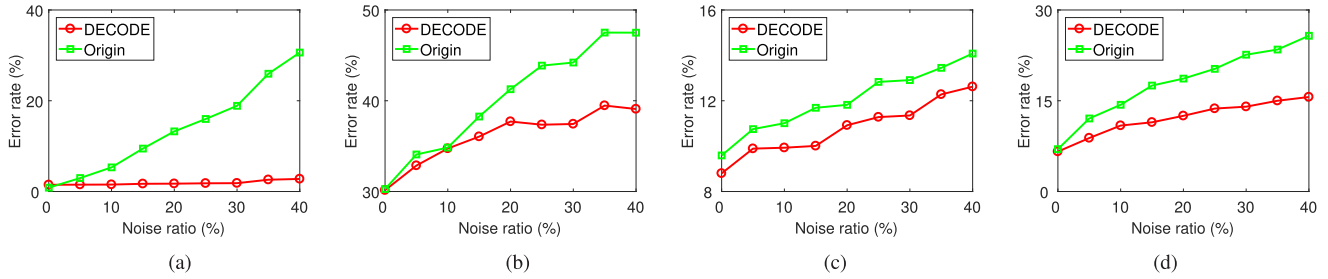 40
20
0
Error rate (%)
DECODE
Origin
0 10 20 30 40
Noise ratio (%)
(a)
50
40
30
Error rate (%)
DECODE
Origin
0 10 20 30 40
Noise ratio (%)
(b)
16
12
8
Error rate (%)
DECODE
Origin
0 10 20 30 40
Noise ratio (%)
(c)
30
15
0
Error rate (%)
DECODE
Origin
0 10 20 30 40
Noise ratio (%)
(d)